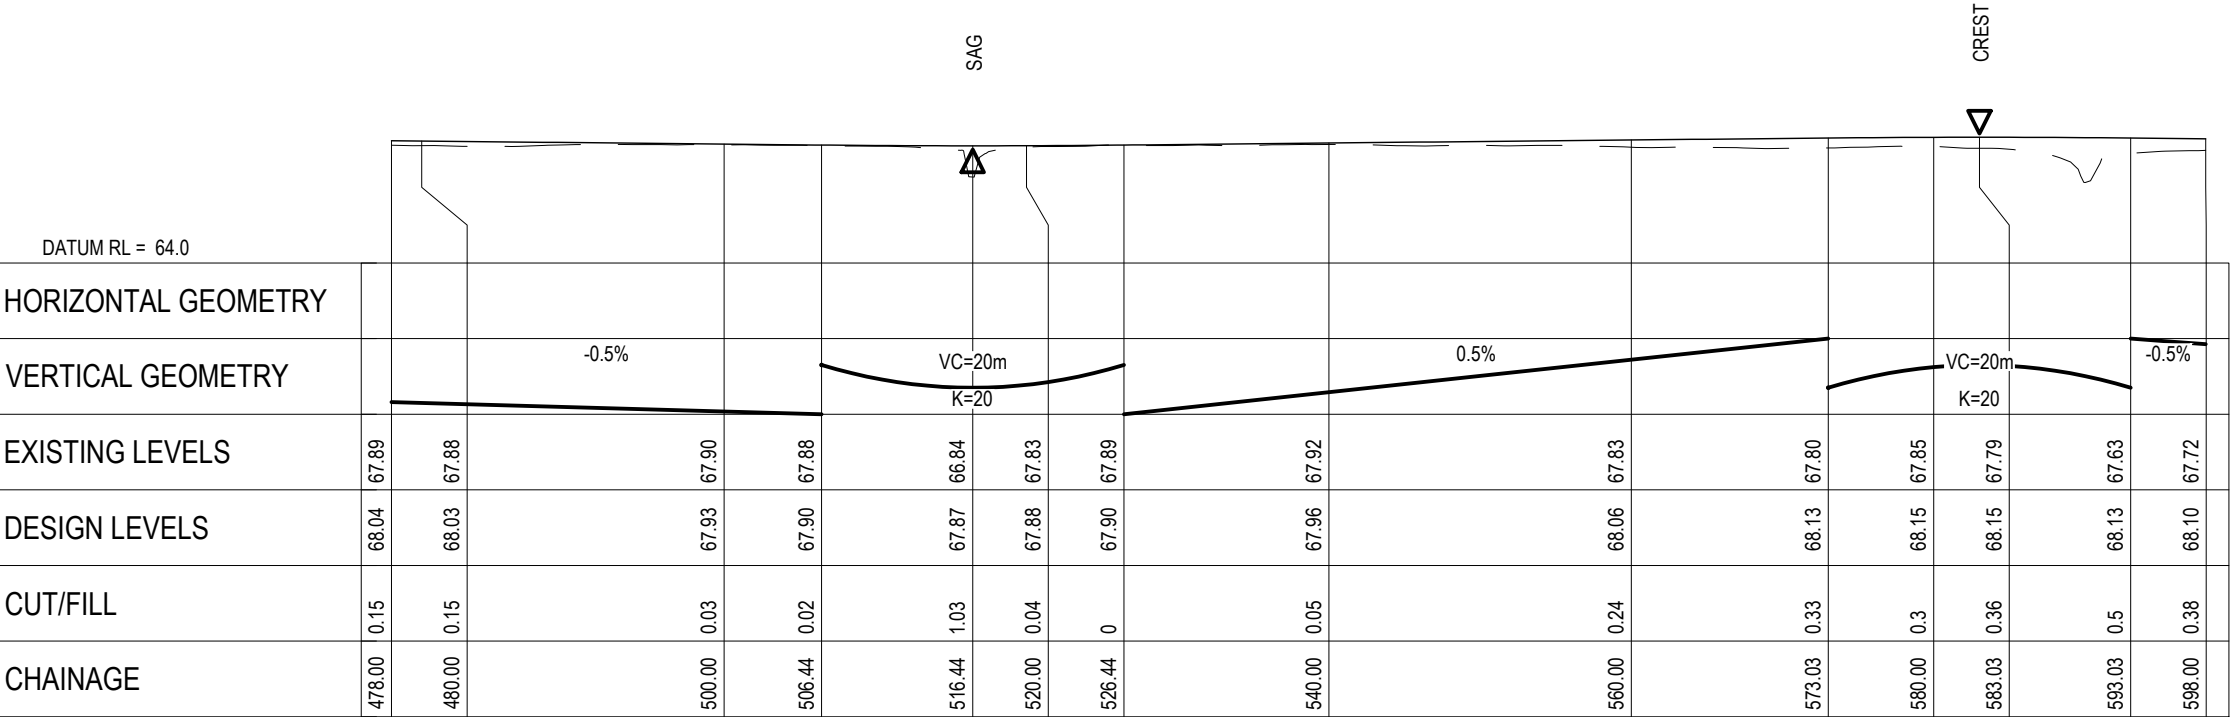 SAG
CREST
DATUM RL = 64.0
HORIZONTAL GEOMETRY
VERTICAL GEOMETRY
-0.5%
VC=20m
K=20
0.5%
VC=20m
K=20
-0.5%
EXISTING LEVELS 67.89 67.88 67.90 67.88 66.84 67.83 67.89 67.92 67.83 67.80 67.85 67.79 67.63 67.72
DESIGN LEVELS 68.04 68.03 67.93 67.90 67.87 67.88 67.90 67.96 68.06 68.13 68.15 68.15 68.13 68.10
CUT/FILL 0.15 0.15 0.03 0.02 1.03 0.04 0 0.05 0.24 0.33 0.3 0.36 0.5 0.38
CHAINAGE 478.00 480.00 500.00 506.44 516.44 520.00 526.44 540.00 560.00 573.03 580.00 583.03 593.03 598.00